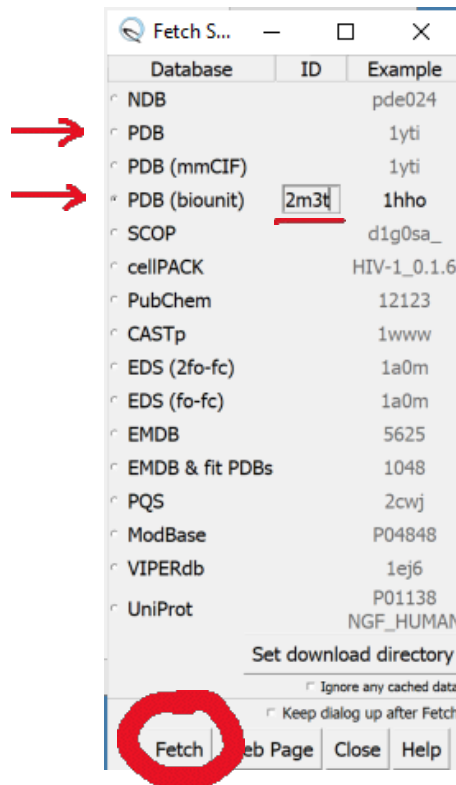 Fetch S...
Database ID Example
NDB pde024
PDB 1yti
PDB (mmCIF) 1yti
PDB (biounit) 2m3t 1hho
SCOP d1g0sa_
cellPACK HIV-1_0.1.6
PubChem 12123
CASTp 1www
EDS (2fo-fc) 1a0m
EDS (fo-fc) 1a0m
EMDB 5625
EMDB & fit PDBs 1048
PQS 2cwj
ModBase P04848
VIPERdb 1ej6
UniProt P01138
NGF_HUMAN
Set download directory
Ignore any cached data
Keep dialog up after Fetch
Fetch eb Page Close Help